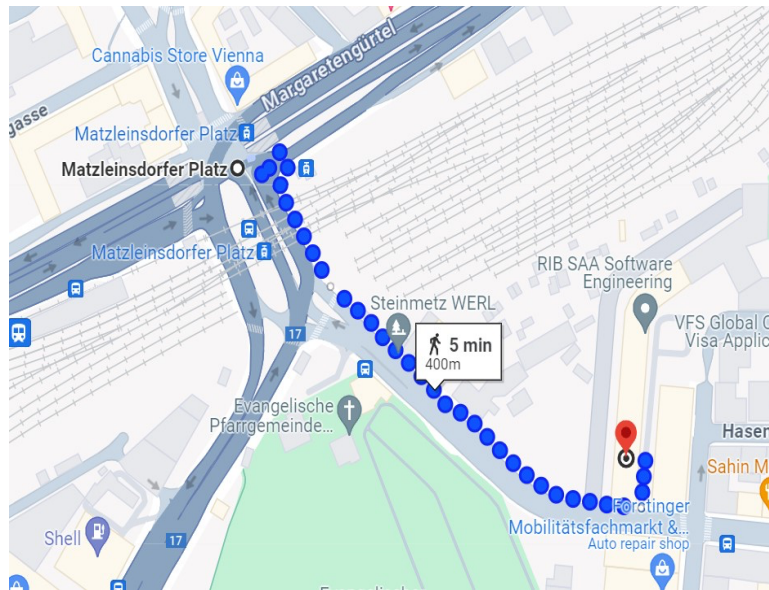 Cannabis Store Vienna
Margaretengürtel
gasse
Matzleinsdorfer Platz
Matzleinsdorfer Platz
Matzleinsdorfer Platz
RIB SAA Software
Engineering
Steinmetz WERL
VFS Global C
Visa Applic
17
5 min
400m
Evangelische
Pfarrgemeinde...
Hasen
Sahin M
Forstinger
Mobilitätsfachmarkt &...
Auto repair shop
Shell
17